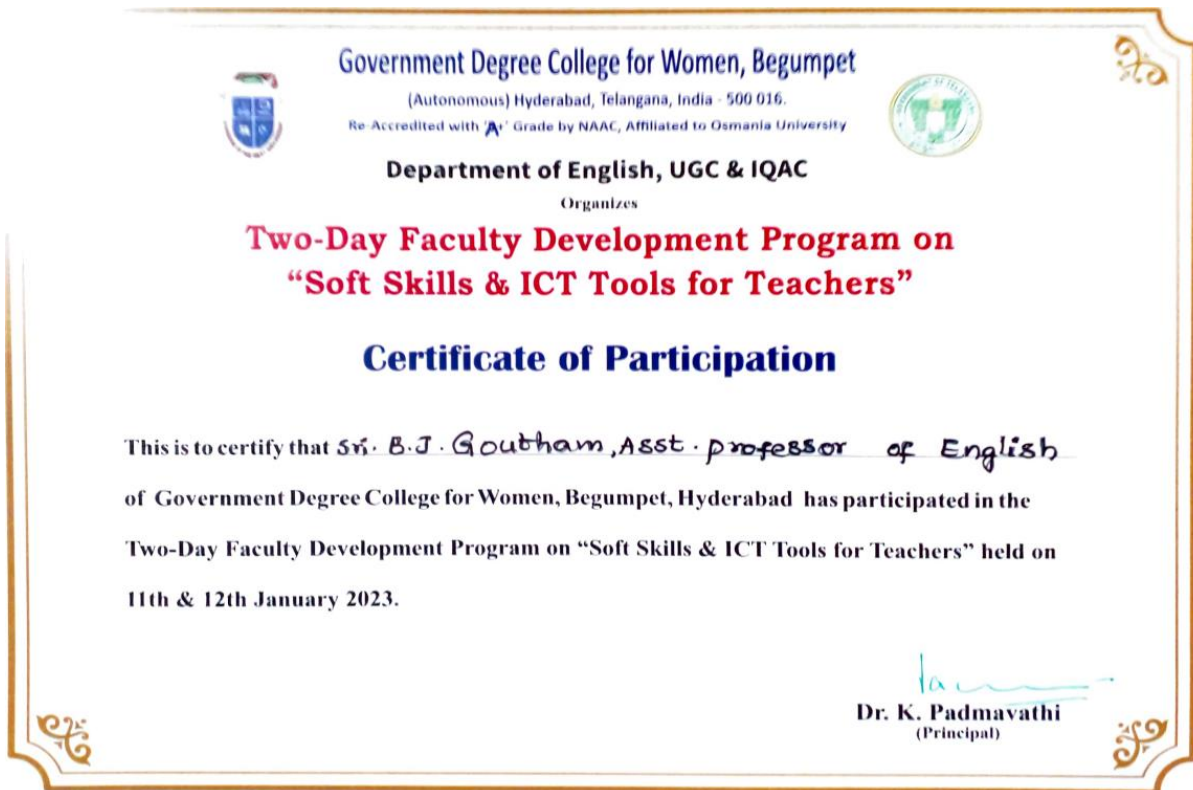 Government Degree College for Women, Begumpet
(Autonomous) Hyderabad, Telangana, India - 500 016.
Re-Accredited with 'A+' Grade by NAAC, Affiliated to Osmania University
Department of English, UGC & IQAC
Organizes
Two-Day Faculty Development Program on
“Soft Skills & ICT Tools for Teachers”
Certificate of Participation
This is to certify that Sri. B.J. Goutham, Asst. professor of English
of Government Degree College for Women, Begumpet, Hyderabad has participated in the
Two-Day Faculty Development Program on “Soft Skills & ICT Tools for Teachers” held on
11th & 12th January 2023.
Dr. K. Padmavathi
(Principal)